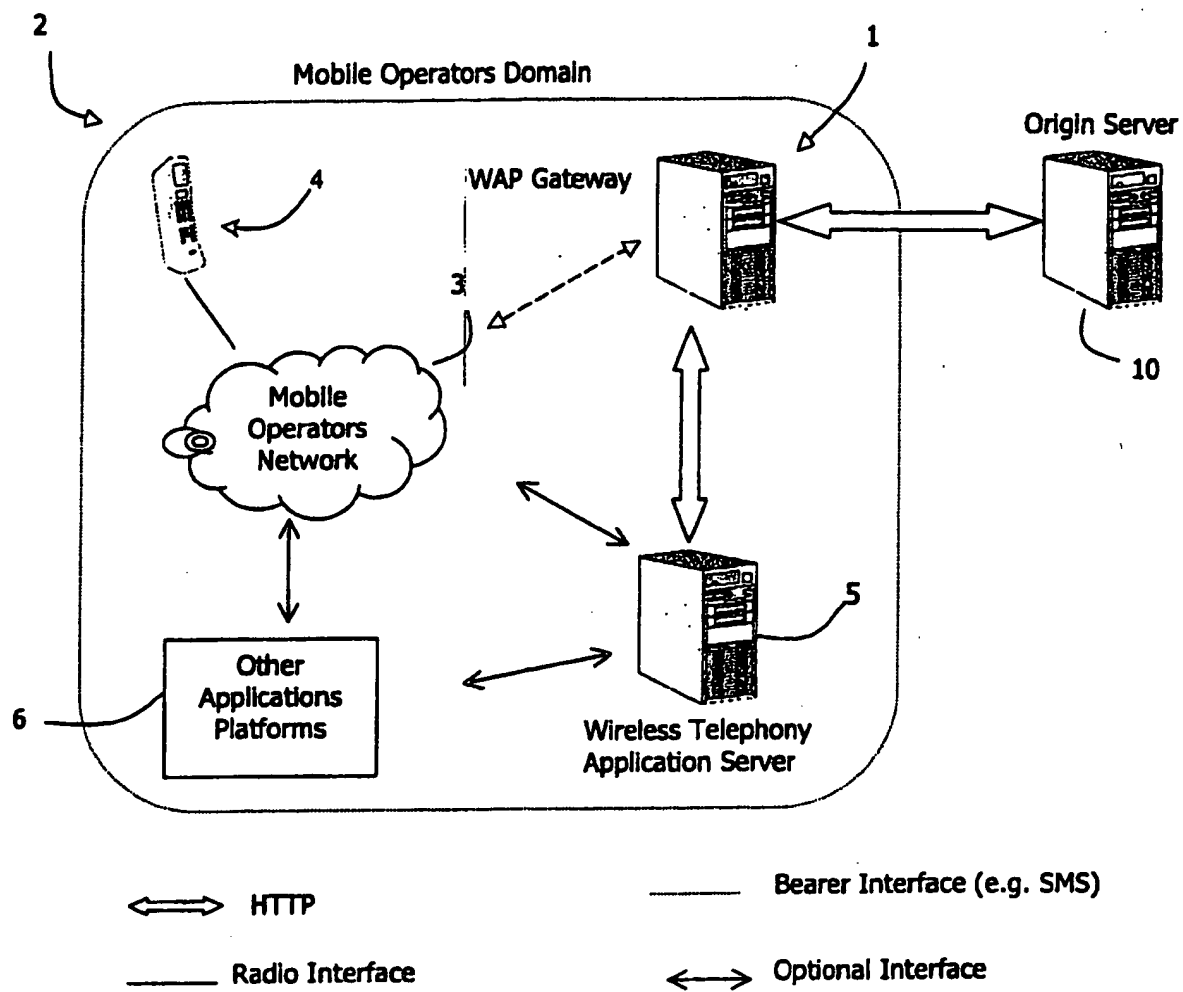 2
1
Mobile Operators Domain
Origin Server
4
WAP Gateway
3
10
Mobile
Operators
Network
5
Other
Applications
Platforms
6
Wireless Telephony
Application Server
HTTP
Bearer Interface (e.g. SMS)
Radio Interface
Optional Interface